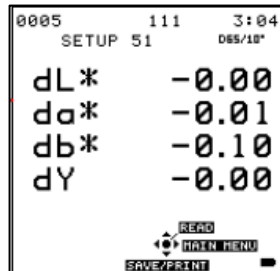 0005 111 3:04
SETUP 51 D65/10°
dL* -0.00
da* -0.01
db* -0.10
dY -0.00
READ
MAIN MENU
SAVE/PRINT